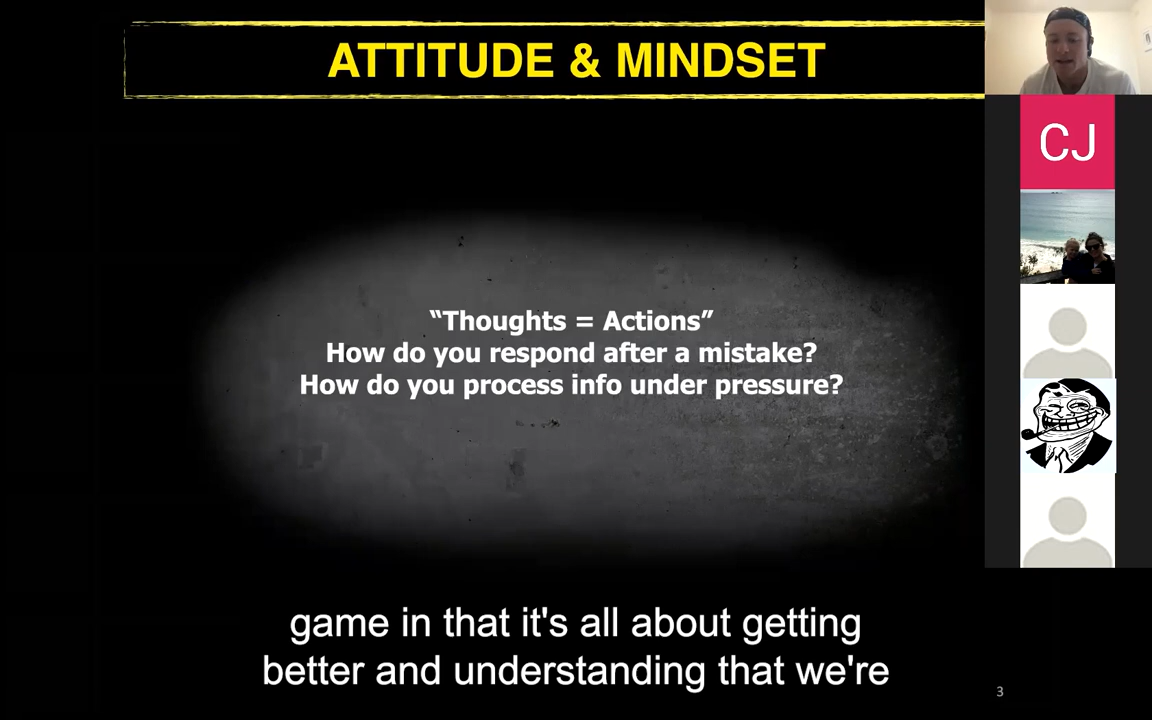 ATTITUDE & MINDSET
CJ
“Thoughts = Actions”
How do you respond after a mistake?
How do you process info under pressure?
game in that it's all about getting
better and understanding that we're
3